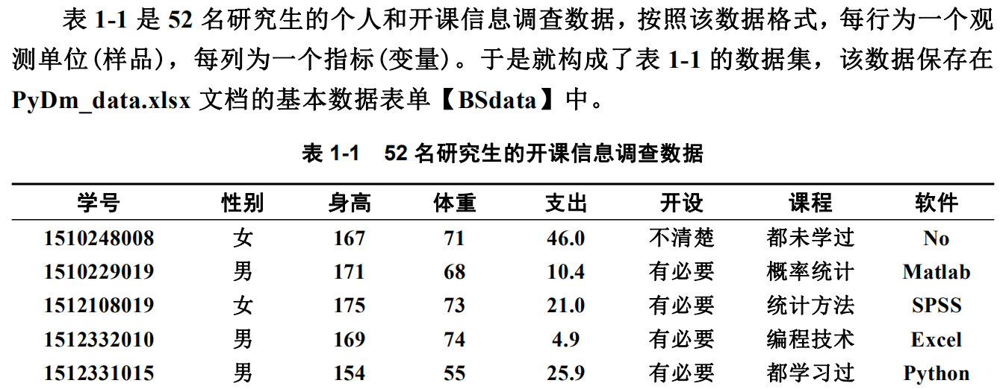 表 1-1 是 52 名研究生的个人和开课信息调查数据，按照该数据格式，每行为一个观
测单位(样品)，每列为一个指标(变量)。于是就构成了表 1-1 的数据集，该数据保存在
PyDm_data.xlsx 文档的基本数据表单【BSdata】中。
表 1-1 52 名研究生的开课信息调查数据
学号 性别 身高 体重 支出 开设 课程 软件
1510248008 女 167 71 46.0 不清楚 都未学过 No
1510229019 男 171 68 10.4 有必要 概率统计 Matlab
1512108019 女 175 73 21.0 有必要 统计方法 SPSS
1512332010 男 169 74 4.9 有必要 编程技术 Excel
1512331015 男 154 55 25.9 有必要 都学习过 Python